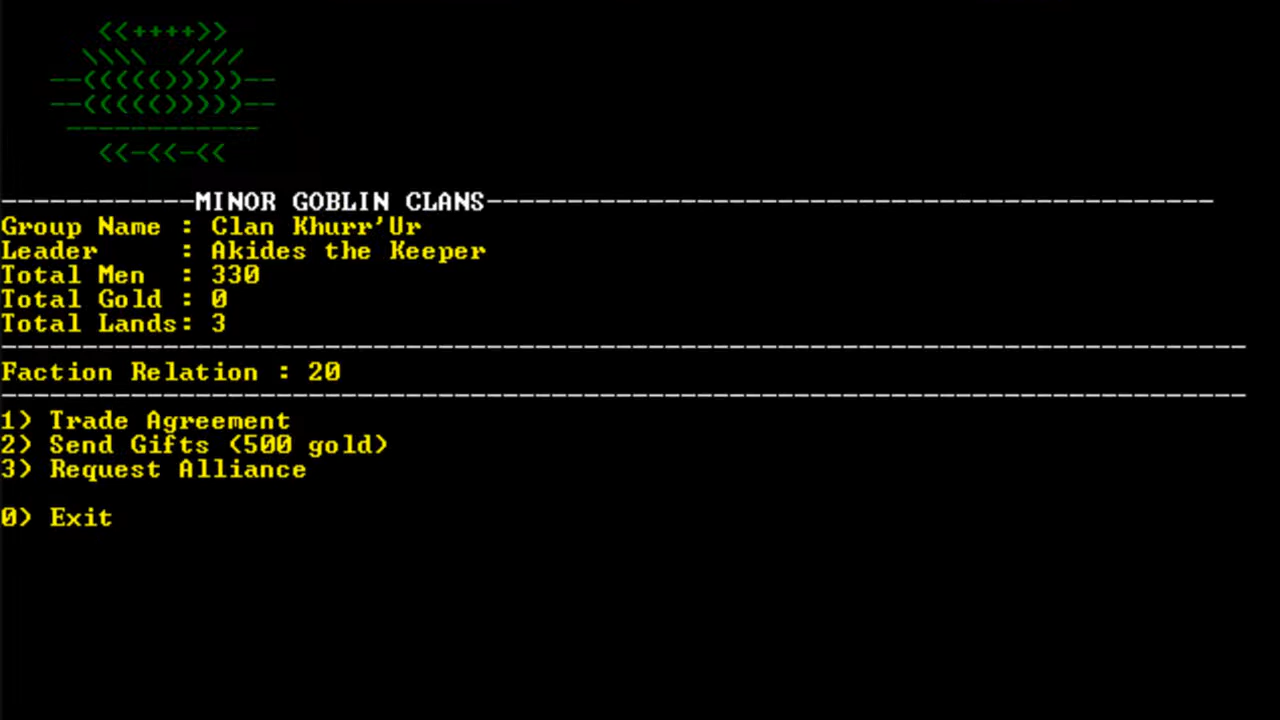 <<++++>>
\\\\  ////
--((((()))))--
--((((()))))--
------------
<<-<<-<<
------------MINOR GOBLIN CLANS---------------------------------------------
Group Name : Clan Khurr'Ur
Leader     : Akides the Keeper
Total Men  : 330
Total Gold : 0
Total Lands: 3
-----------------------------------------------------------------------------
Faction Relation : 20
-----------------------------------------------------------------------------
1) Trade Agreement
2) Send Gifts (500 gold)
3) Request Alliance
0) Exit